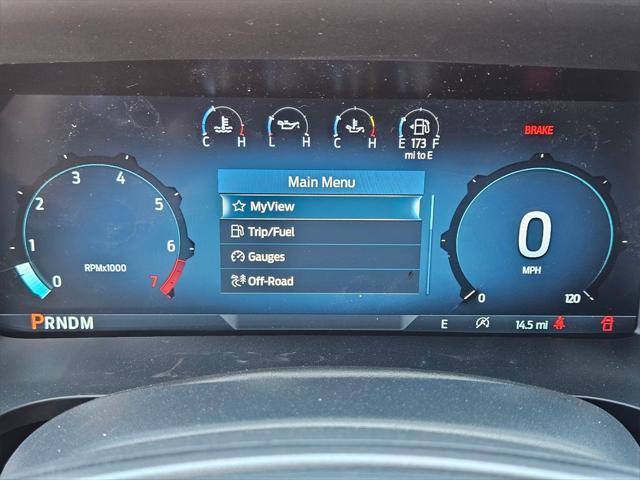 C H L H C H E 173 F
mi to E
BRAKE
Main Menu
MyView
Trip/Fuel
Gauges
Off-Road
0 1 2 3 4 5 6 7
RPMx1000
0
MPH
0 120
PRNDM
E 14.5 mi